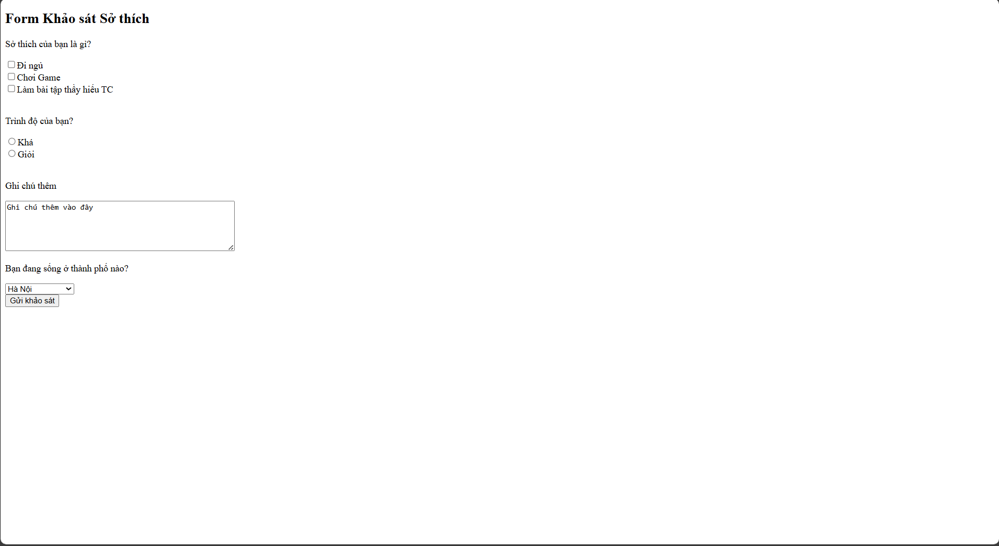 Form Khảo sát Sở thích
Sở thích của bạn là gì?
Đi ngủ
Chơi Game
Làm bài tập thầy hiếu TC
Trình độ của bạn?
Khá
Giỏi
Ghi chú thêm
Ghi chú thêm vào đây
Bạn đang sống ở thành phố nào?
Hà Nội
Gửi khảo sát